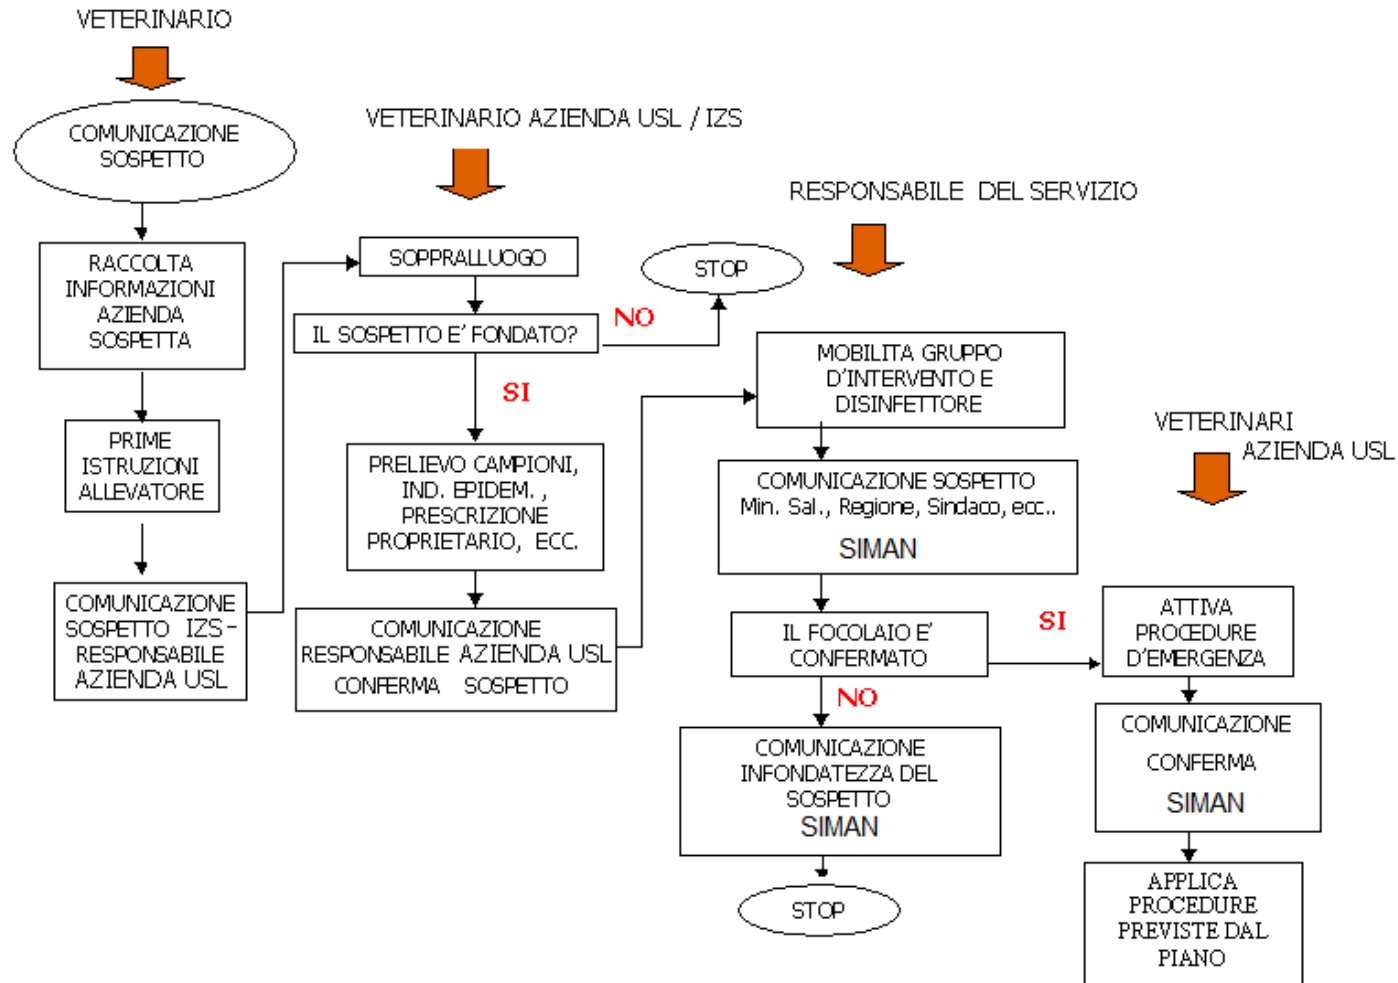 VETERINARIO
COMUNICAZIONE
SOSPETTO
RACCOLTA
INFORMAZIONI
AZIENDA
SOSPETTA
PRIME
ISTRUZIONI
ALLEVATORE
COMUNICAZIONE
SOSPETTO IZS-
RESPONSABILE
AZIENDA USL
VETERINARIO AZIENDA USL / IZS
SOPPRALLUOGO
IL SOSPETTO E' FONDATO?
NO
STOP
SI
PRELIEVO CAMPIONI,
IND. EPIDEM. ,
PRESCRIZIONE
PROPRIETARIO, ECC.
COMUNICAZIONE
RESPONSABILE AZIENDA USL
CONFERMA SOSPETTO
RESPONSABILE DEL SERVIZIO
MOBILITA GRUPPO
D'INTERVENTO E
DISINFETTORE
COMUNICAZIONE SOSPETTO
Min. Sal., Regione, Sindaco, ecc..
SIMAN
IL FOCOLAIO E'
CONFERMATO
SI
NO
COMUNICAZIONE
INFONDATEZZA DEL
SOSPETTO
SIMAN
STOP
VETERINARI
AZIENDA USL
ATTIVA
PROCEDURE
D'EMERGENZA
COMUNICAZIONE
CONFERMA
SIMAN
APPLICA
PROCEDURE
PREVISTE DAL
PIANO